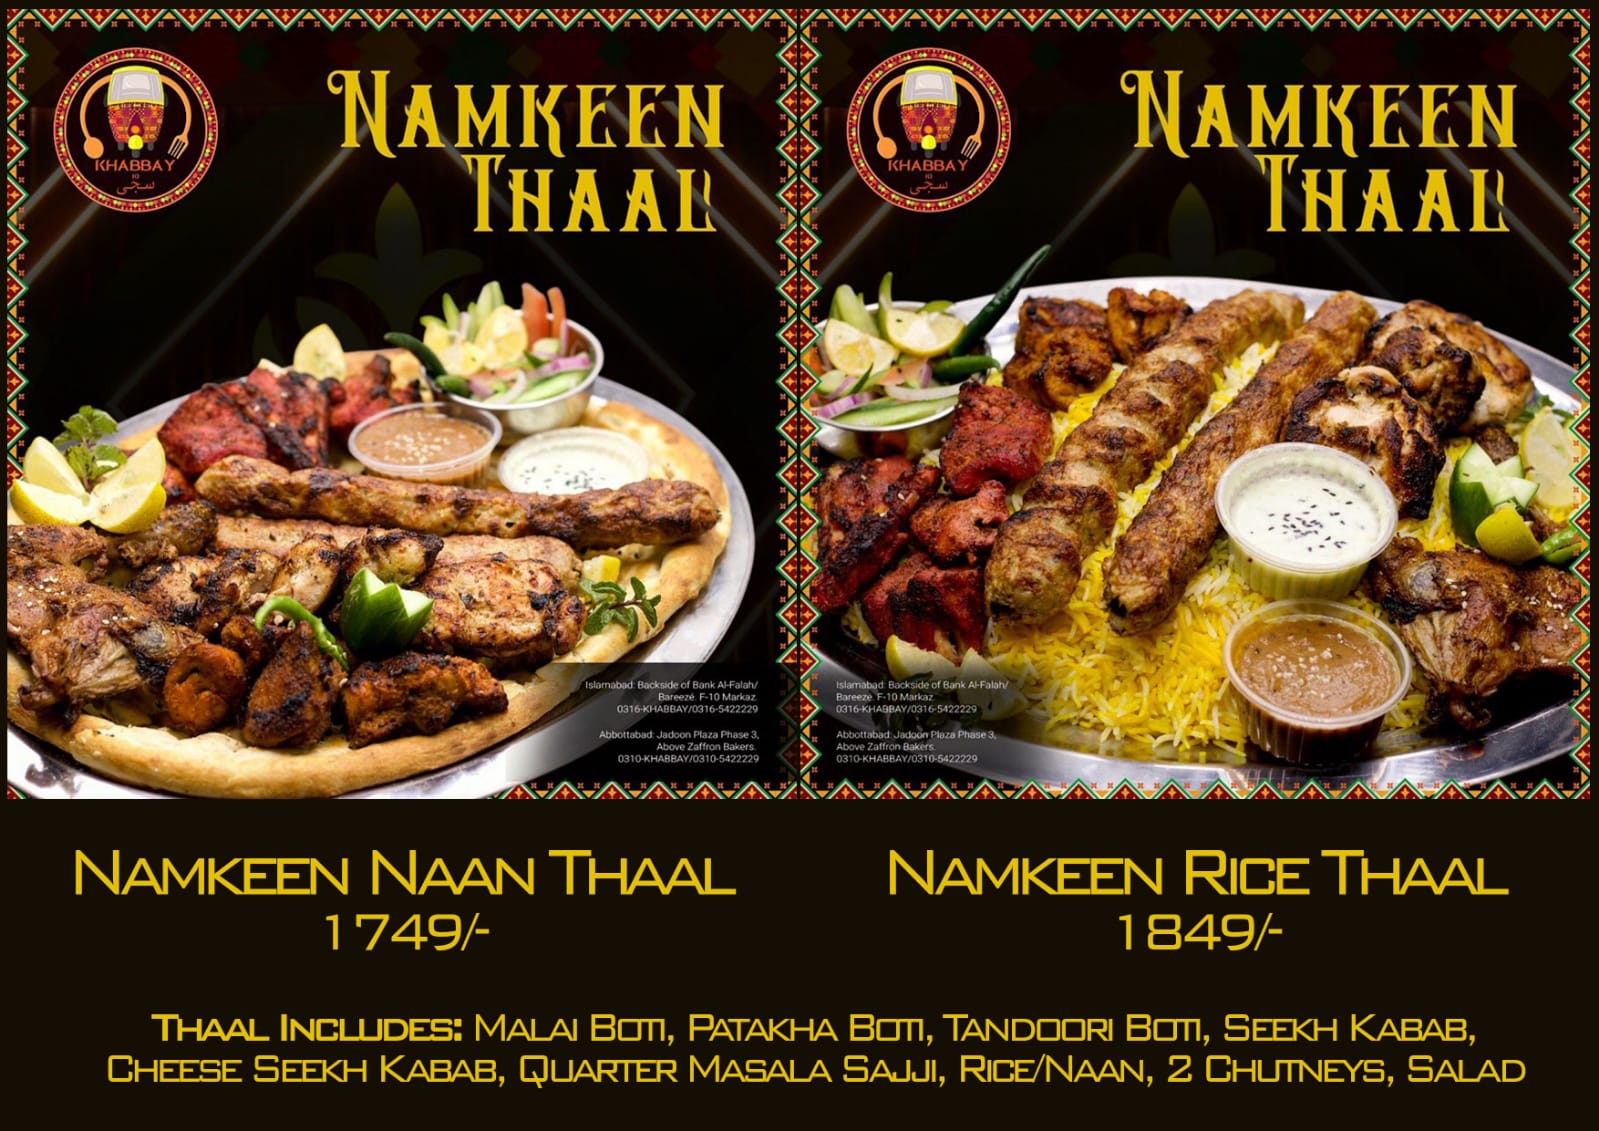 KHABBAY
KI
سجی
NAMKEEN
THAAL
Islamabad: Backside of Bank Al-Falah/
Bareeze. F-10 Markaz.
0316-KHABBAY/0316-5422229
Abbottabad: Jadoon Plaza Phase 3,
Above Zaffron Bakers.
0310-KHABBAY/0310-5422229
KHABBAY
KI
سجی
NAMKEEN
THAAL
Islamabad: Backside of Bank Al-Falah/
Bareeze. F-10 Markaz.
0316-KHABBAY/0316-5422229
Abbottabad: Jadoon Plaza Phase 3,
Above Zaffron Bakers.
0310-KHABBAY/0310-5422229
NAMKEEN NAAN THAAL
1749/-
NAMKEEN RICE THAAL
1849/-
THAAL INCLUDES: MALAI BOTI, PATAKHA BOTI, TANDOORI BOTI, SEEKH KABAB,
CHEESE SEEKH KABAB, QUARTER MASALA SAJJI, RICE/NAAN, 2 CHUTNEYS, SALAD